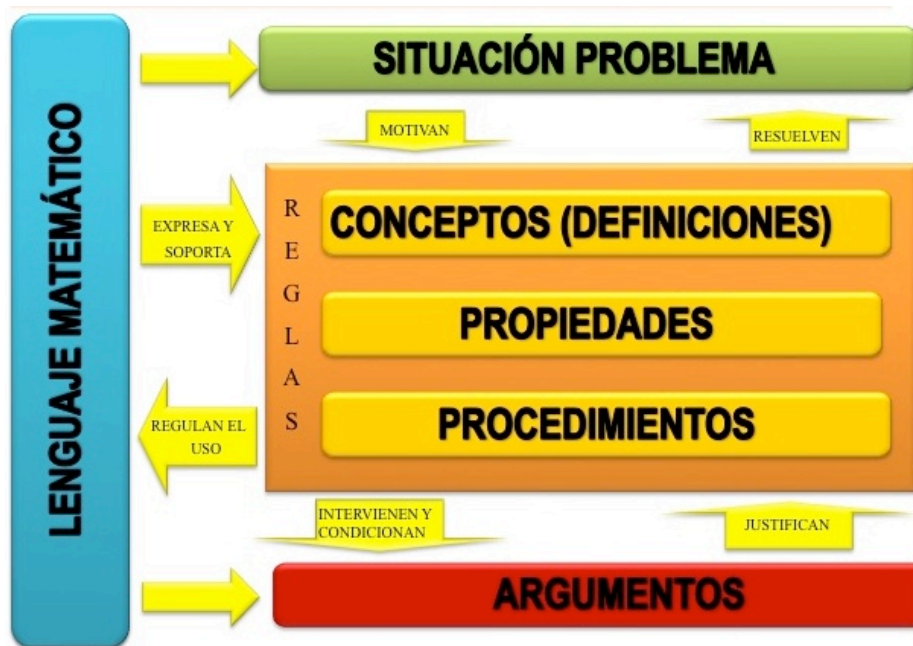 LENGUAJE MATEMÁTICO
SITUACIÓN PROBLEMA
MOTIVAN
RESUELVEN
EXPRESA Y
SOPORTA
REGLAS
CONCEPTOS (DEFINICIONES)
PROPIEDADES
PROCEDIMIENTOS
REGULAN EL
USO
INTERVIENEN Y
CONDICIONAN
JUSTIFICAN
ARGUMENTOS